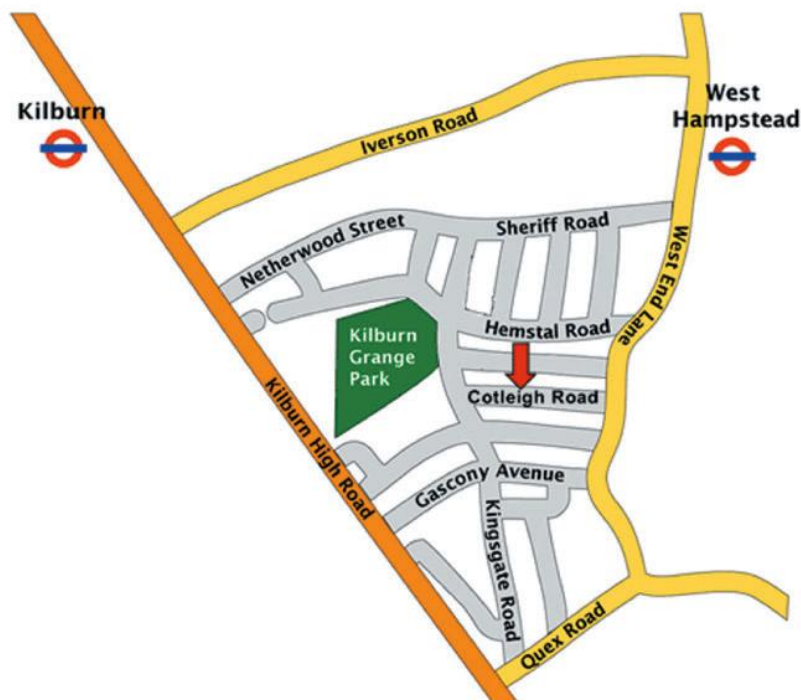 Kilburn
West
Hampstead
Iverson Road
Netherwood Street
Sheriff Road
West End Lane
Hemstal Road
Kilburn
Grange
Park
Cotleigh Road
Kilburn High Road
Gascony Avenue
Kingsgate Road
Quex Road